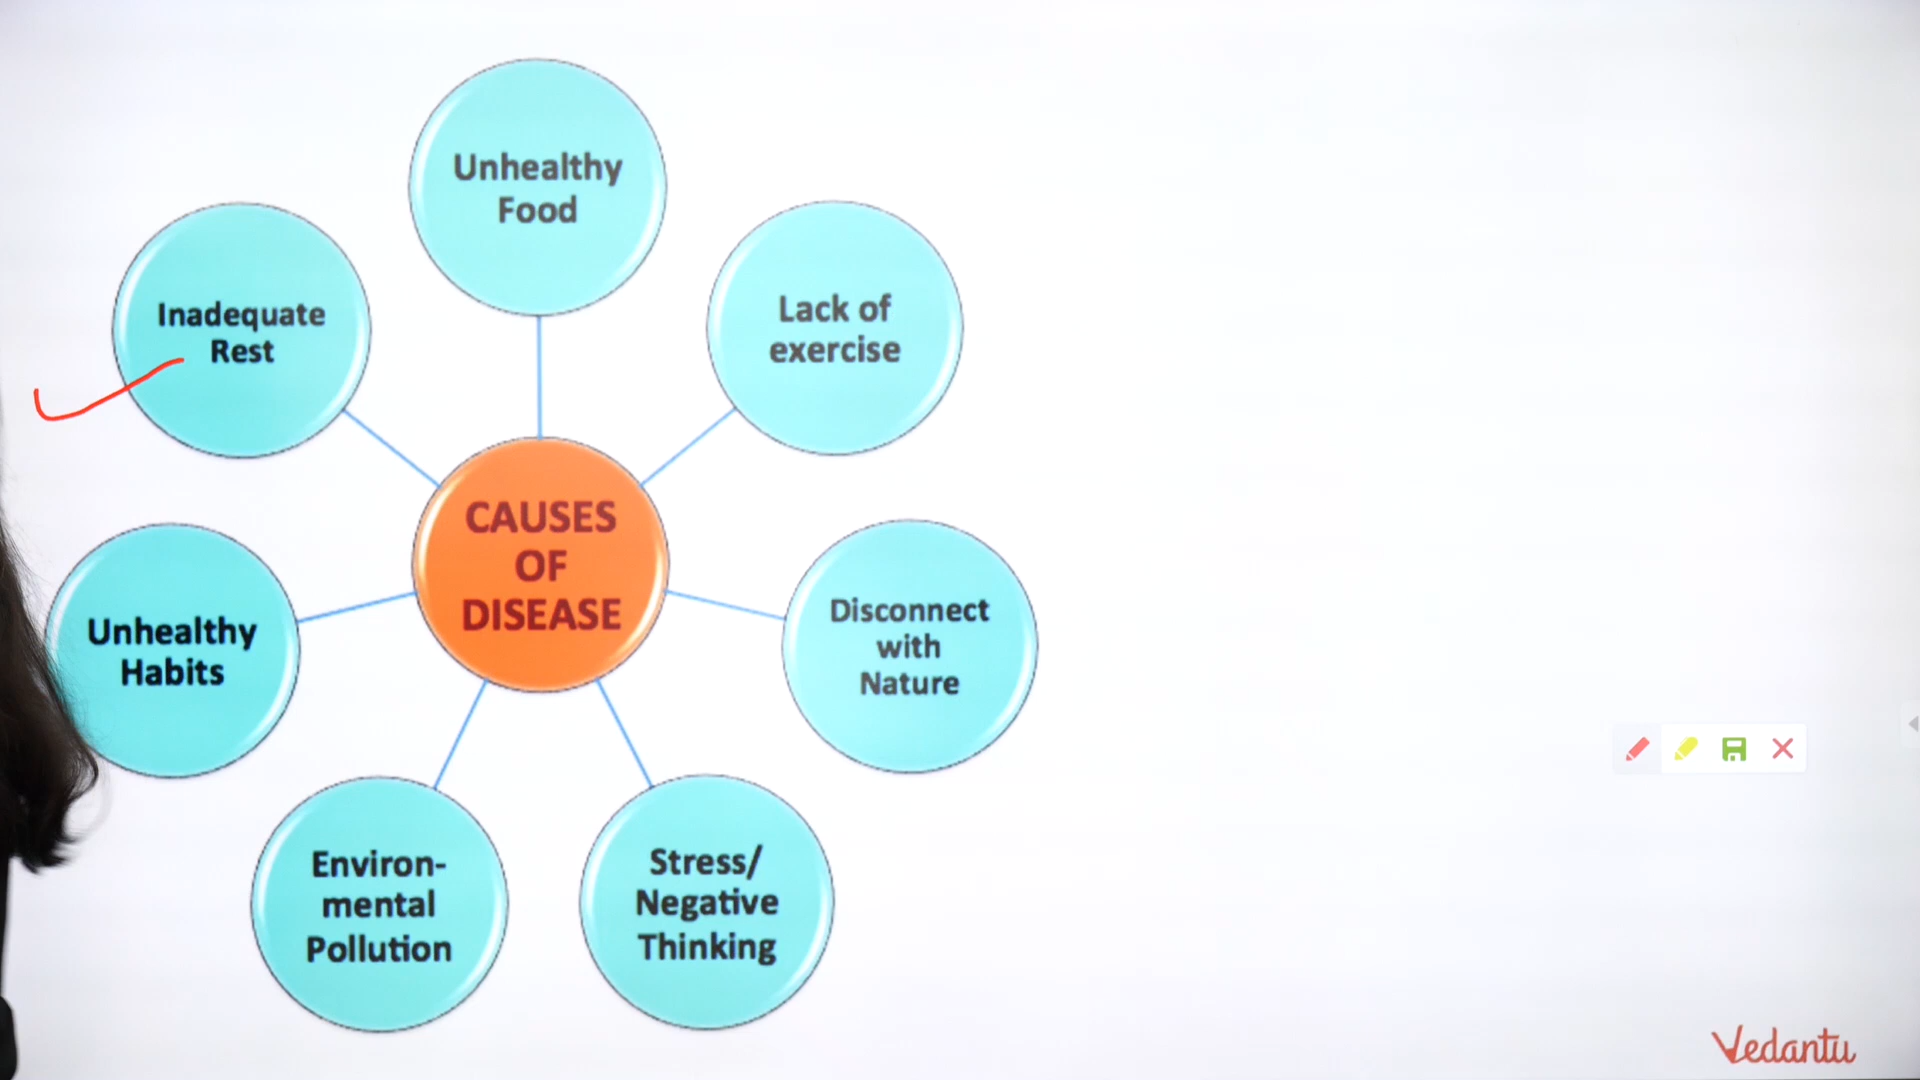 Unhealthy
Food
Lack of
exercise
Disconnect
with
Nature
Stress/
Negative
Thinking
Environ-
mental
Pollution
Unhealthy
Habits
Inadequate
Rest
CAUSES
OF
DISEASE
Vedantu